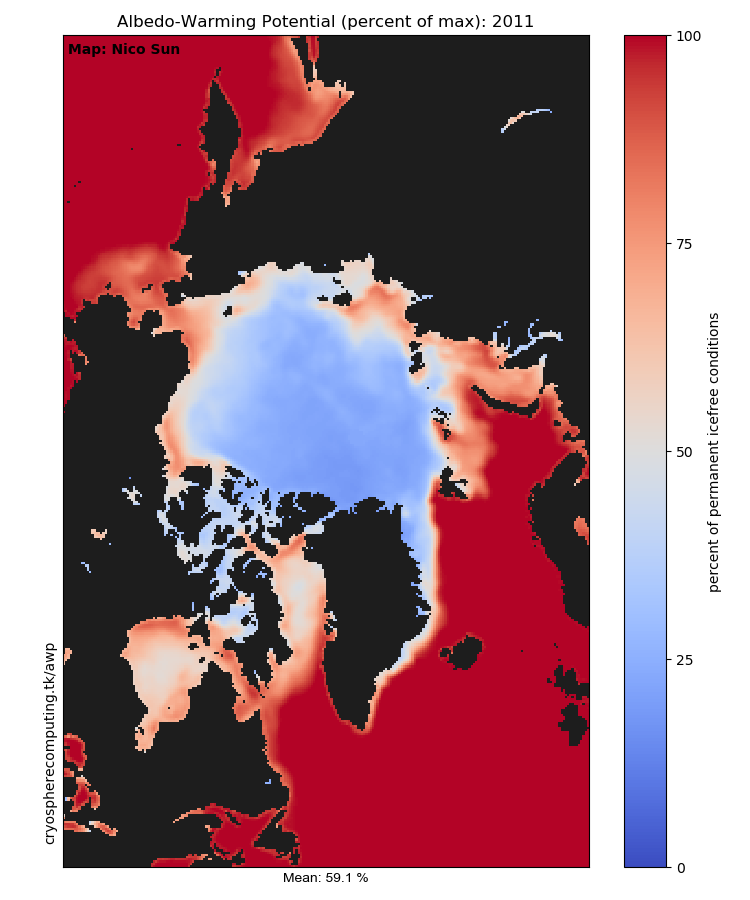 Albedo-Warming Potential (percent of max): 2011
Map: Nico Sun
100
75
50
25
0
percent of permanent icefree conditions
cryospherecomputing.tk/awp
Mean: 59.1 %